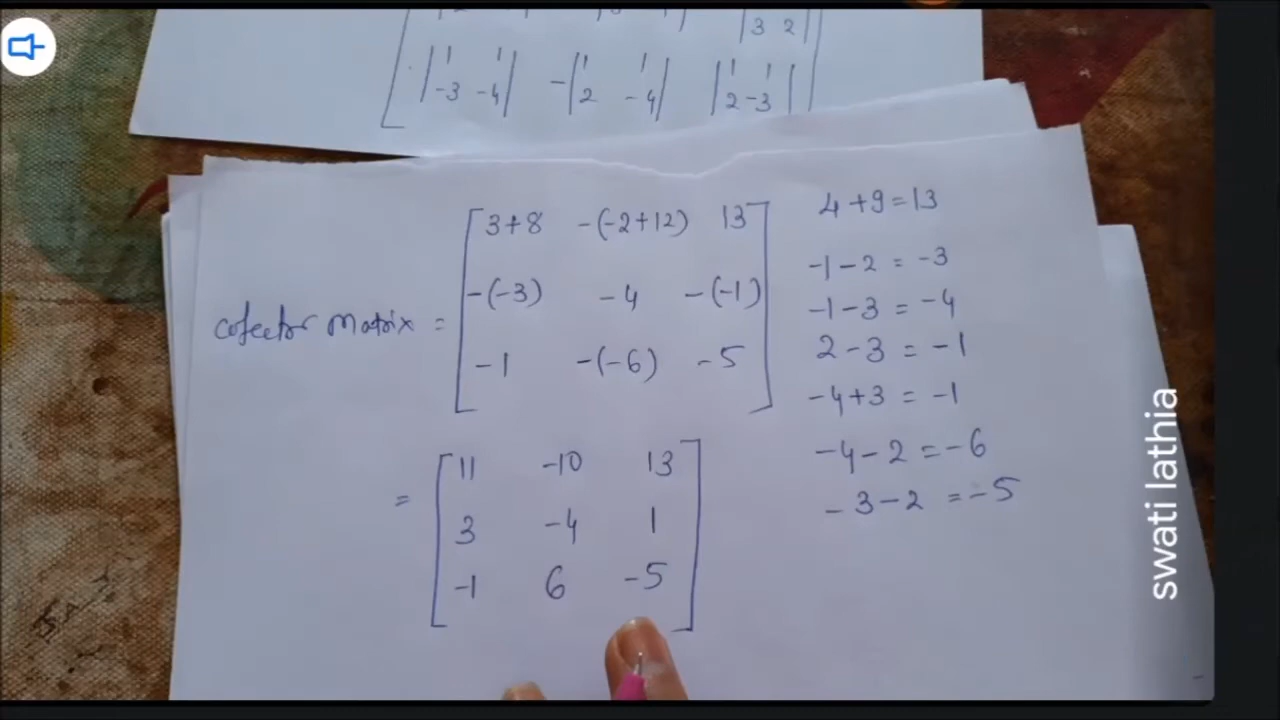 3 2
| 1 1 -3 -4 | -| 1 1 2 -4 | | 1 1 2 -3 |
cofector Matrix = [ 3+8 -(-2+12) 13
-(-3) -4 -(-1)
-1 -(-6) -5 ]
= [ 11 -10 13
3 -4 1
-1 6 -5 ]
4+9=13
-1-2 = -3
-1-3 = -4
2-3 = -1
-4+3 = -1
-4-2 =-6
-3-2 =-5
swati lathia